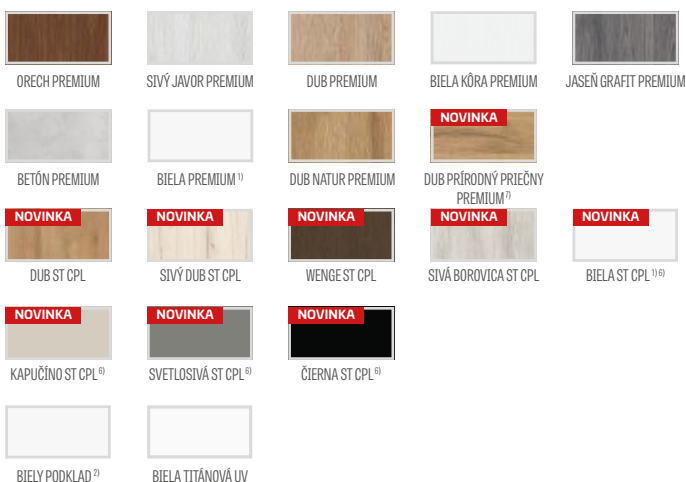 ORECH PREMIUM
SIVÝ JAVOR PREMIUM
DUB PREMIUM
BIELA KÔRA PREMIUM
JASEŇ GRAFIT PREMIUM
BETÓN PREMIUM
BIELA PREMIUM 1)
DUB NATUR PREMIUM
NOVINKA
DUB PRÍRODNÝ PRIEČNY
PREMIUM 7)
NOVINKA
DUB ST CPL
NOVINKA
SIVÝ DUB ST CPL
NOVINKA
WENGE ST CPL
NOVINKA
SIVÁ BOROVICA ST CPL
NOVINKA
BIELA ST CPL 1) 6)
NOVINKA
KAPUČÍNO ST CPL 6)
NOVINKA
SVETLOSIVÁ ST CPL 6)
NOVINKA
ČIERNA ST CPL 6)
BIELY PODKLAD 2)
BIELA TITÁNOVÁ UV